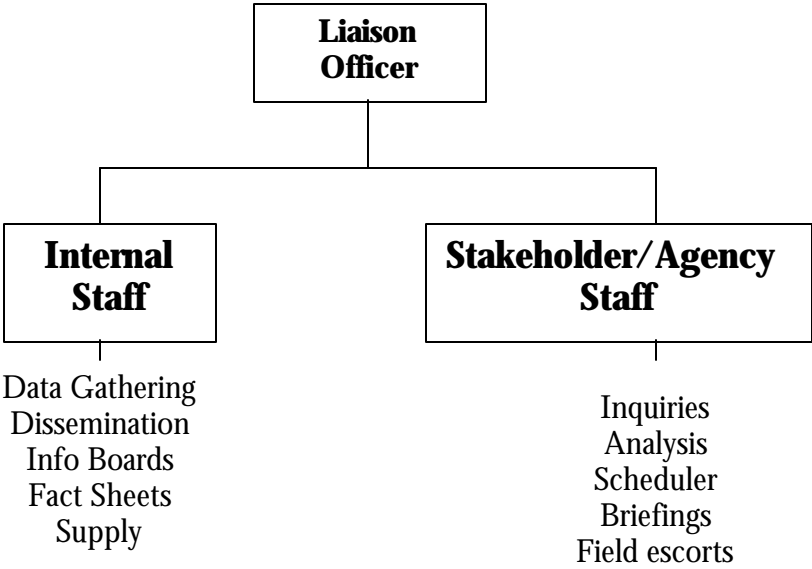 Liaison
Officer
Internal
Staff
Stakeholder/Agency
Staff
Data Gathering
Dissemination
Info Boards
Fact Sheets
Supply
Inquiries
Analysis
Scheduler
Briefings
Field escorts